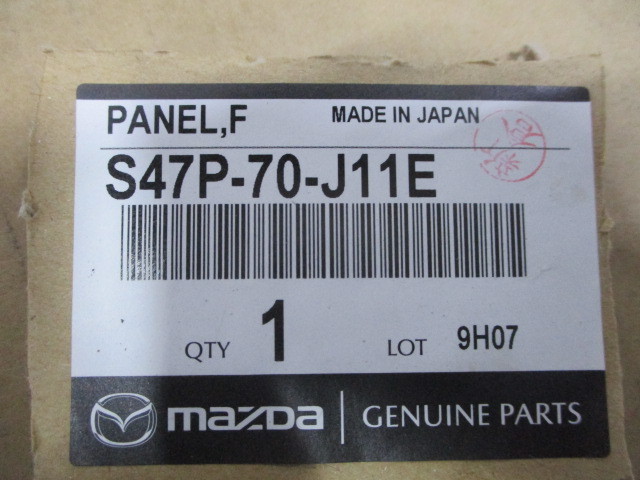 PANEL,F MADE IN JAPAN
S47P-70-J11E
QTY 1 LOT 9H07
mazda GENUINE PARTS